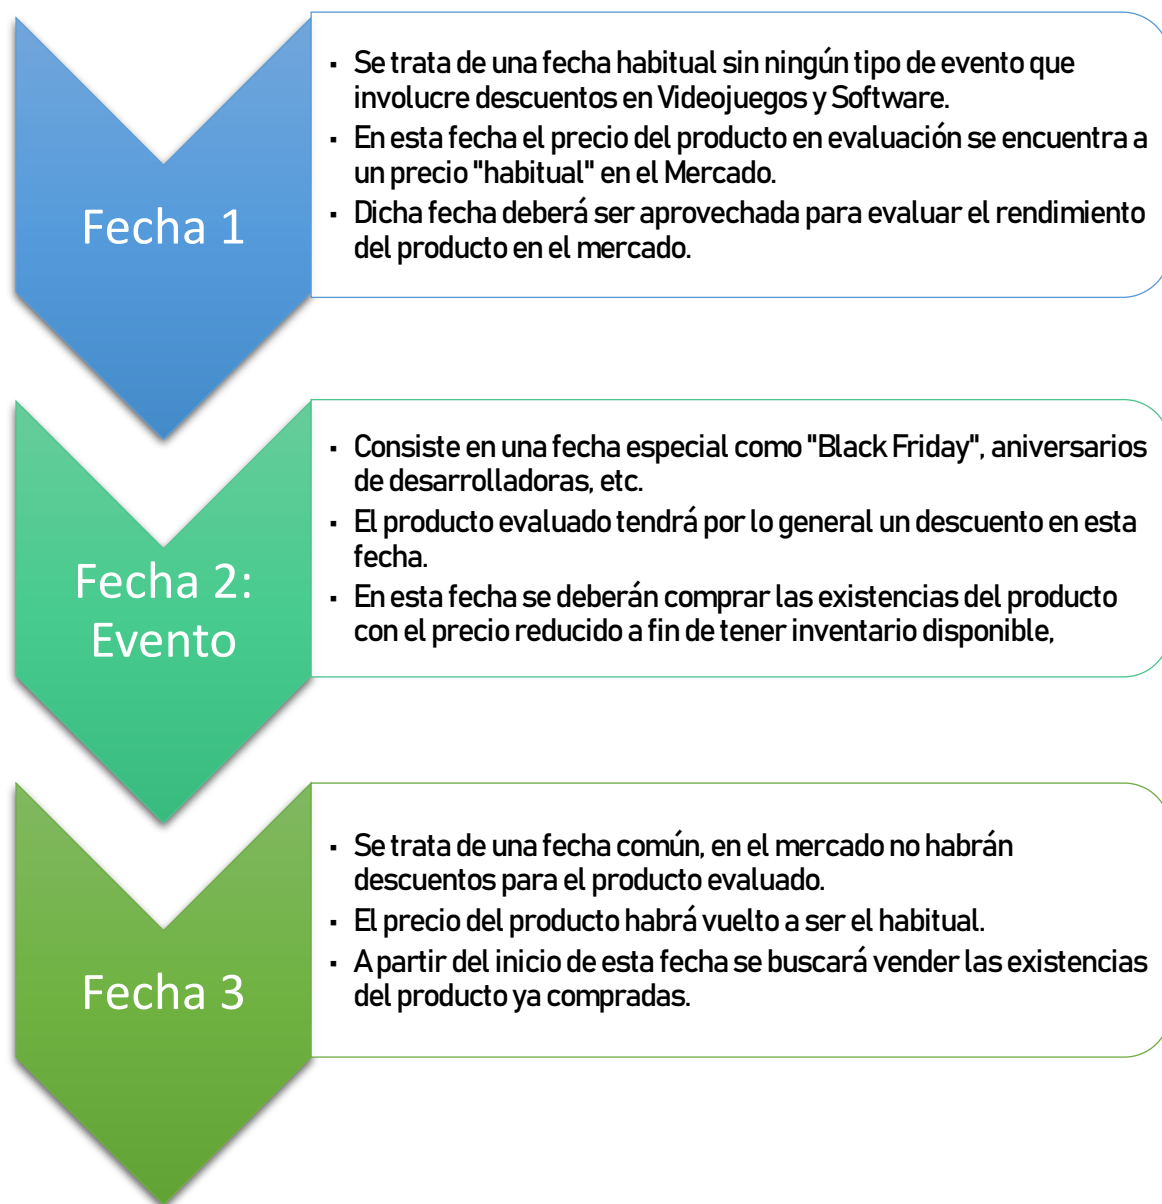 Fecha 1
▪ Se trata de una fecha habitual sin ningún tipo de evento que
involucre descuentos en Videojuegos y Software.
▪ En esta fecha el precio del producto en evaluación se encuentra a
un precio "habitual" en el Mercado.
▪ Dicha fecha deberá ser aprovechada para evaluar el rendimiento
del producto en el mercado.
Fecha 2:
Evento
▪ Consiste en una fecha especial como "Black Friday", aniversarios
de desarrolladoras, etc.
▪ El producto evaluado tendrá por lo general un descuento en esta
fecha.
▪ En esta fecha se deberán comprar las existencias del producto
con el precio reducido a fin de tener inventario disponible,
Fecha 3
▪ Se trata de una fecha común, en el mercado no habrán
descuentos para el producto evaluado.
▪ El precio del producto habrá vuelto a ser el habitual.
▪ A partir del inicio de esta fecha se buscará vender las existencias
del producto ya compradas.